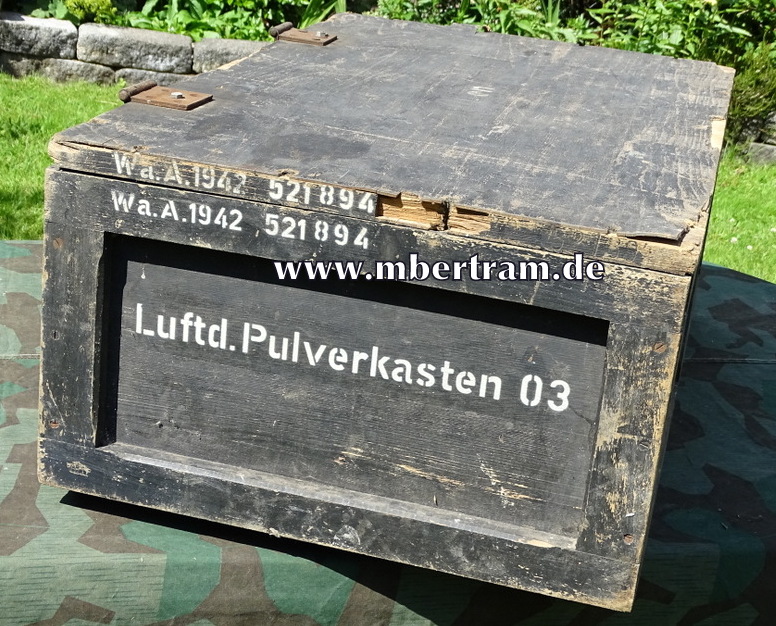 Wa.A.1942 521894
Wa.A.1942 521894
www.mbertram.de
Luftd.Pulverkasten 03